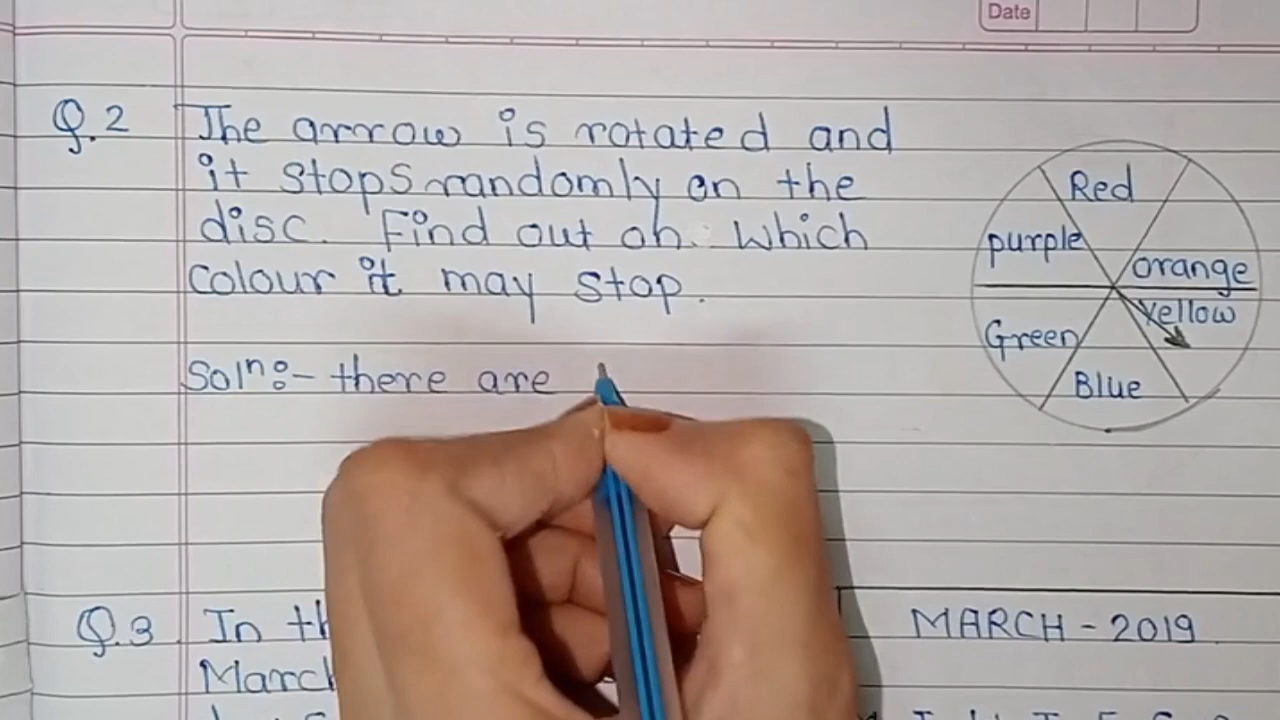 Date
Q.2 The arrow is rotated and
it stops randomly on the
disc. Find out on which
colour it may stop.
Red
purple
orange
yellow
Green
Blue
Soln:- there are
Q.3 In th
March
MARCH - 2019